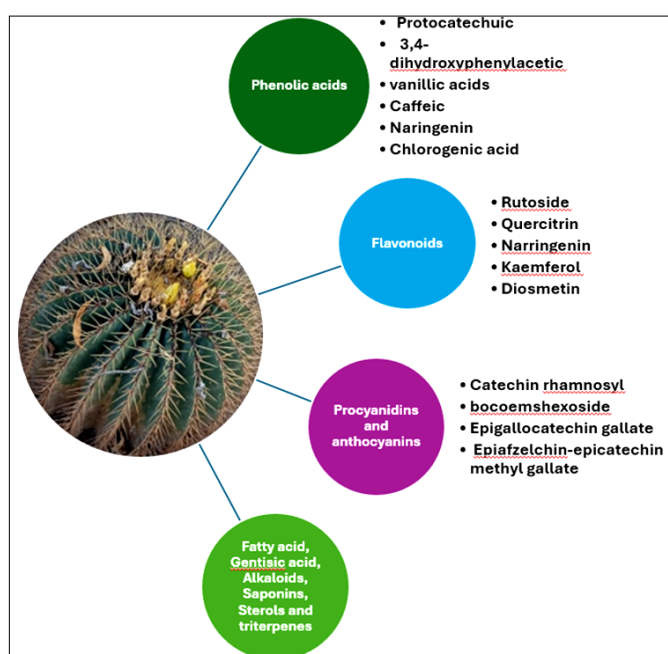 Phenolic acids
• Protocatechuic
• 3,4-
dihydroxyphenylacetic
• vanillic acids
• Caffeic
• Naringenin
• Chlorogenic acid
Flavonoids
• Rutoside
• Quercitrin
• Narringenin
• Kaemferol
• Diosmetin
Procyanidins
and
anthocyanins
• Catechin rhamnosyl
• bocoemshexoside
• Epigallocatechin gallate
• Epiafzelchin-epicatechin
methyl gallate
Fatty acid,
Gentisic acid,
Alkaloids,
Saponins,
Sterols and
triterpenes